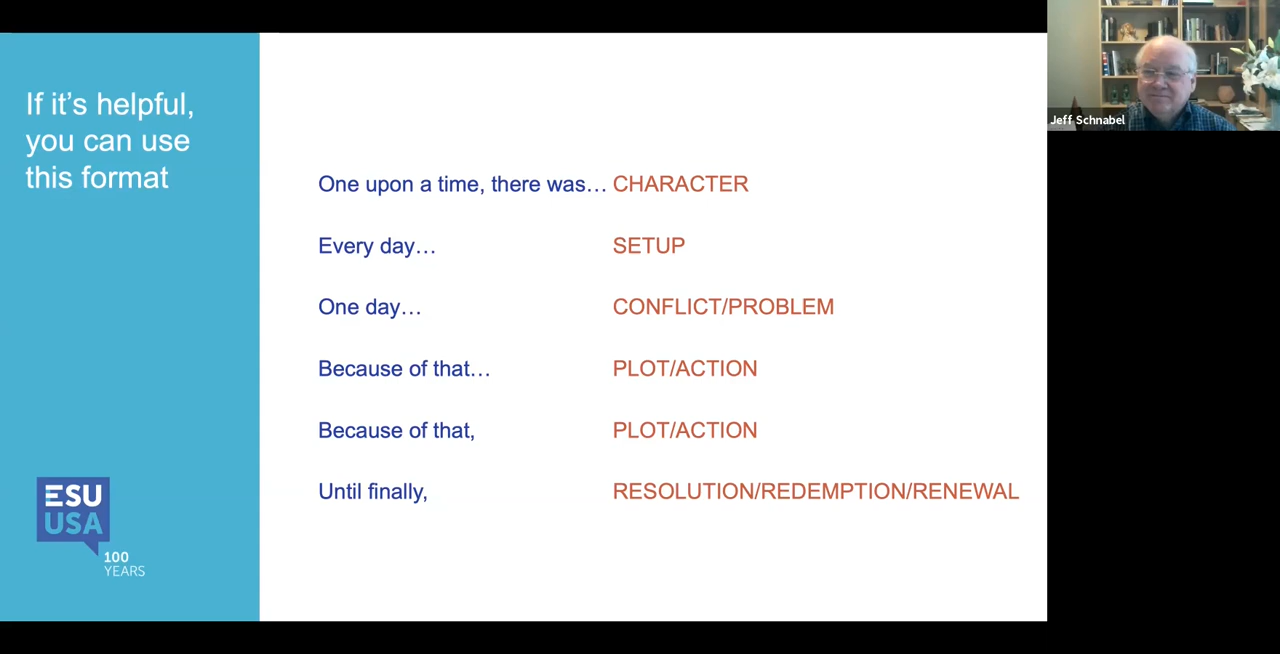 If it's helpful,
you can use
this format
One upon a time, there was… CHARACTER
Every day… SETUP
One day… CONFLICT/PROBLEM
Because of that… PLOT/ACTION
Because of that, PLOT/ACTION
Until finally, RESOLUTION/REDEMPTION/RENEWAL
ESU
USA
100
YEARS
Jeff Schnabel